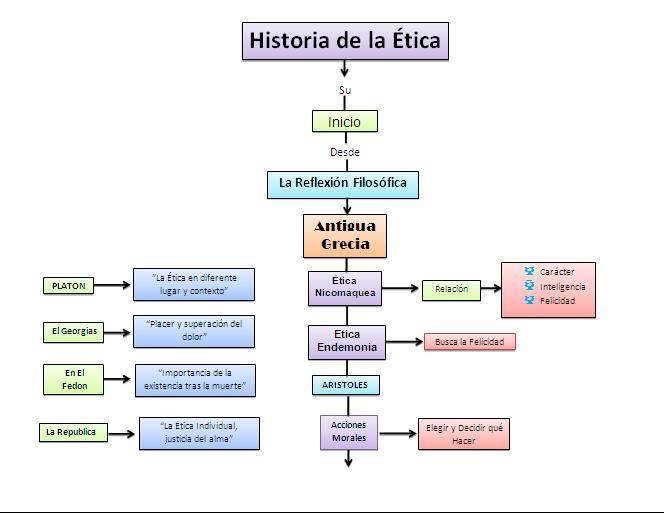 Historia de la Ética
Su
Inicio
Desde
La Reflexión Filosófica
Antigua
Grecia
PLATON
"La Ética en diferente
lugar y contexto"
El Georgias
"Placer y superación del
dolor"
En El
Fedon
"Importancia de la
existencia tras la muerte"
La Republica
"La Ética Individual,
justicia del alma"
Ética
Nicomaquea
Relación
Carácter
Inteligencia
Felicidad
Etica
Endemonia
Busca la Felicidad
ARISTOLES
Acciones
Morales
Elegir y Decidir qué
Hacer